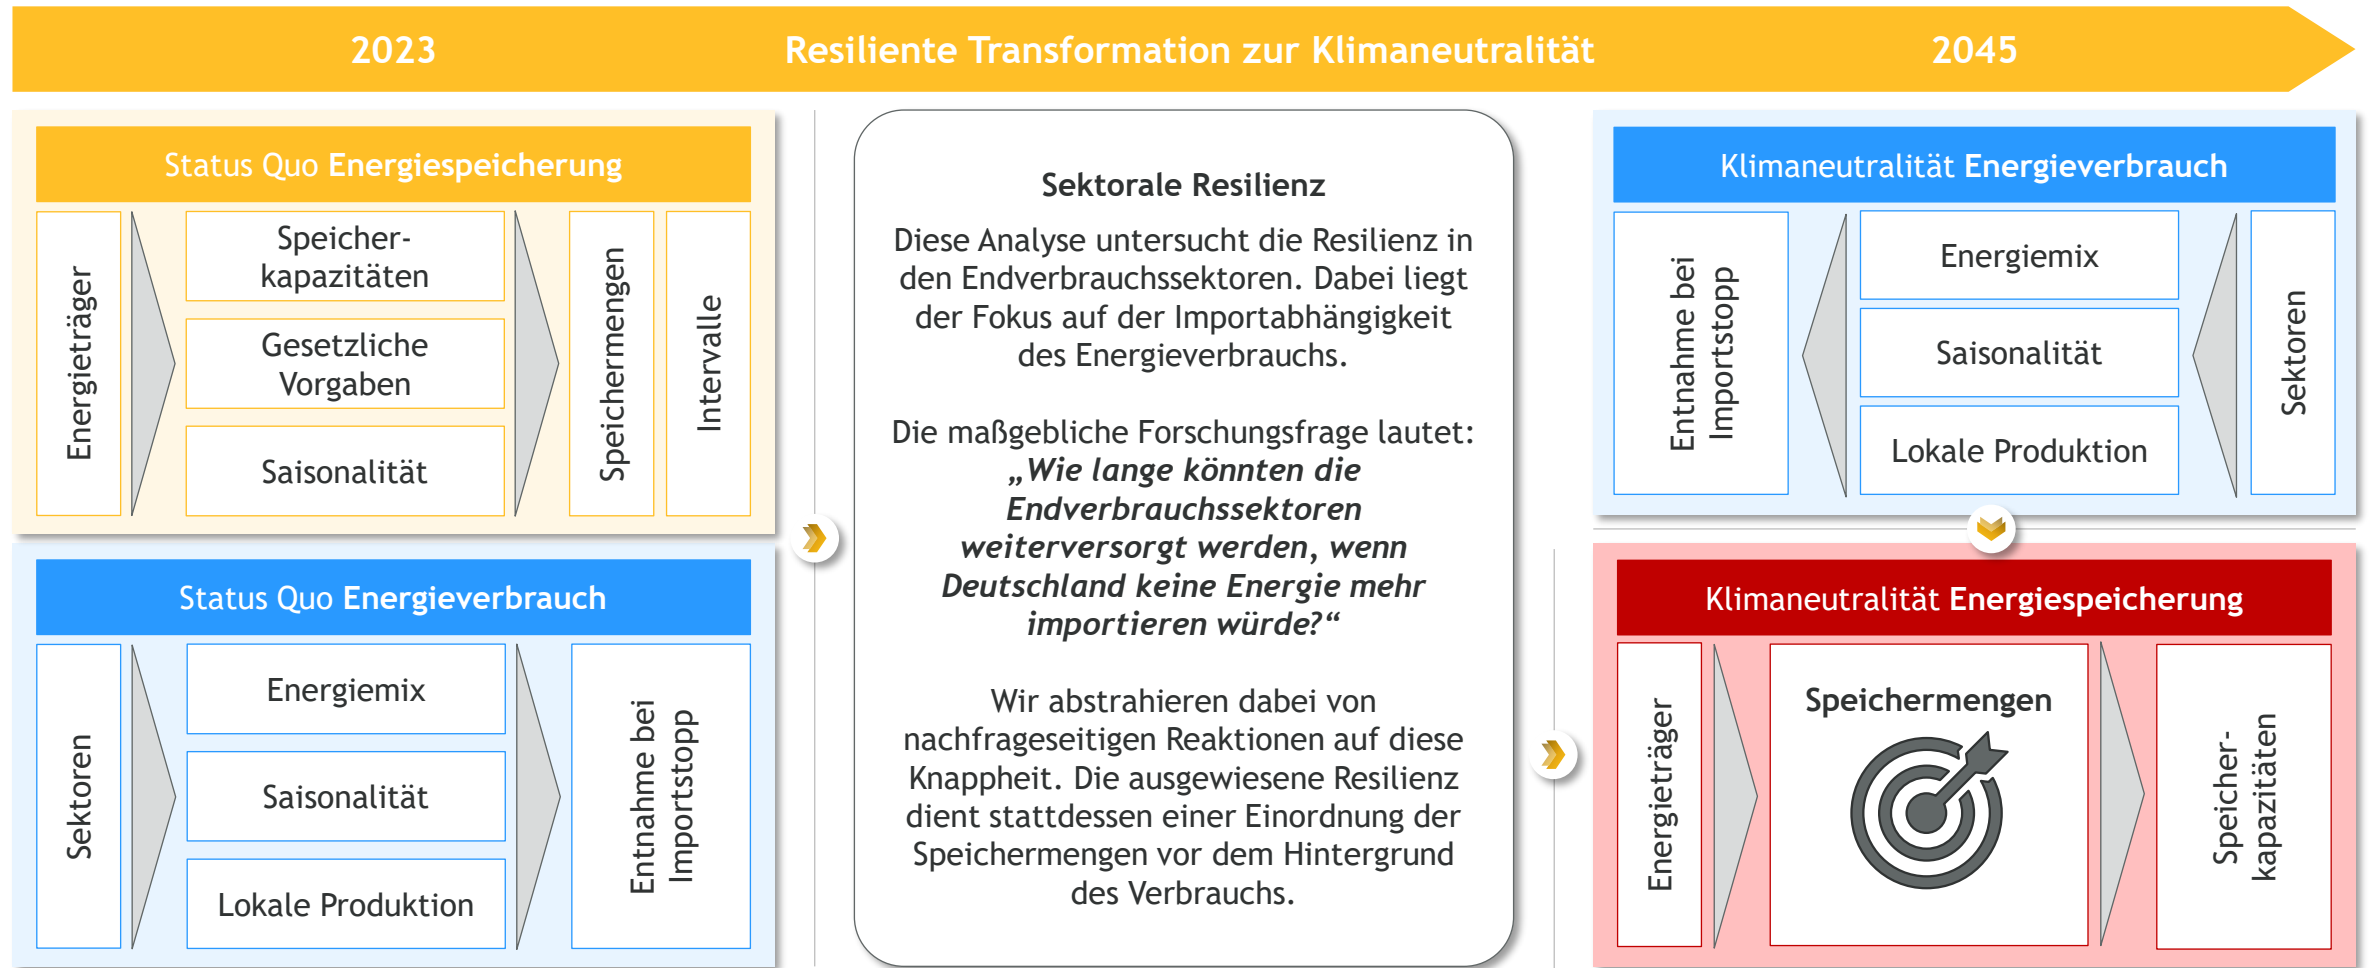 2023
Resiliente Transformation zur Klimaneutralität
2045
Status Quo Energiespeicherung
Energieträger
Speicher-
kapazitäten
Gesetzliche
Vorgaben
Saisonalität
Speichermengen
Intervalle
Status Quo Energieverbrauch
Sektoren
Energiemix
Saisonalität
Lokale Produktion
Entnahme bei
Importstopp
Sektorale Resilienz
Diese Analyse untersucht die Resilienz in
den Endverbrauchssektoren. Dabei liegt
der Fokus auf der Importabhängigkeit
des Energieverbrauchs.
Die maßgebliche Forschungsfrage lautet:
„Wie lange könnten die
Endverbrauchssektoren
weiterversorgt werden, wenn
Deutschland keine Energie mehr
importieren würde?“
Wir abstrahieren dabei von
nachfrageseitigen Reaktionen auf diese
Knappheit. Die ausgewiesene Resilienz
dient stattdessen einer Einordnung der
Speichermengen vor dem Hintergrund
des Verbrauchs.
Klimaneutralität Energieverbrauch
Entnahme bei
Importstopp
Energiemix
Saisonalität
Lokale Produktion
Sektoren
Klimaneutralität Energiespeicherung
Energieträger
Speichermengen
Speicher-
kapazitäten